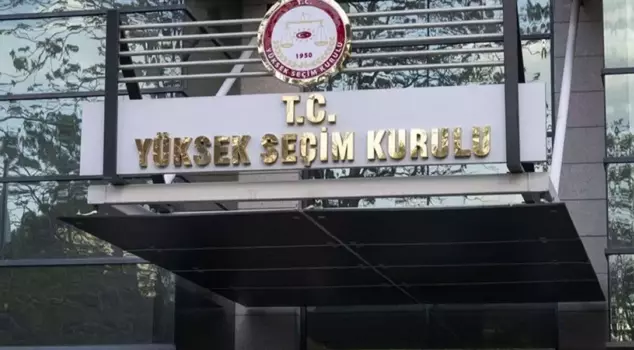 T.C.
1950
YÜKSEK SEÇİM KURULU
T.C.
YÜKSEK SEÇİM KURULU